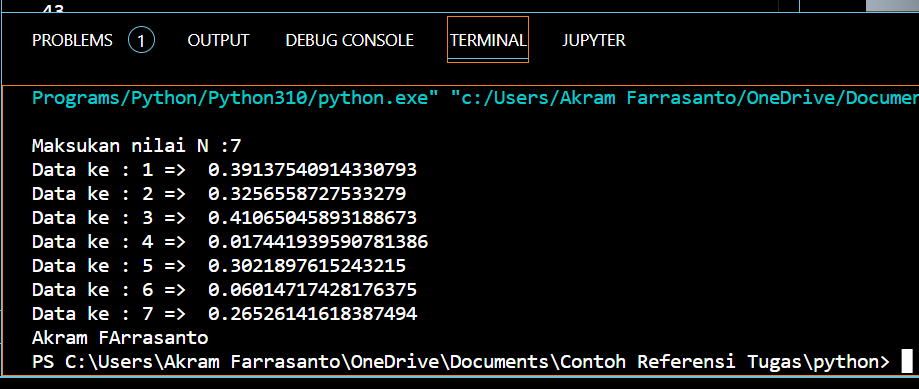 43
PROBLEMS 1 OUTPUT DEBUG CONSOLE TERMINAL JUPYTER
Programs/Python/Python310/python.exe" "c:/Users/Akram Farrasanto/OneDrive/Documen
Maksukan nilai N :7
Data ke : 1 =>  0.39137540914330793
Data ke : 2 =>  0.3256558727533279
Data ke : 3 =>  0.41065045893188673
Data ke : 4 =>  0.017441939590781386
Data ke : 5 =>  0.3021897615243215
Data ke : 6 =>  0.06014717428176375
Data ke : 7 =>  0.26526141618387494
Akram FArrasanto
PS C:\Users\Akram Farrasanto\OneDrive\Documents\Contoh Referensi Tugas\python>